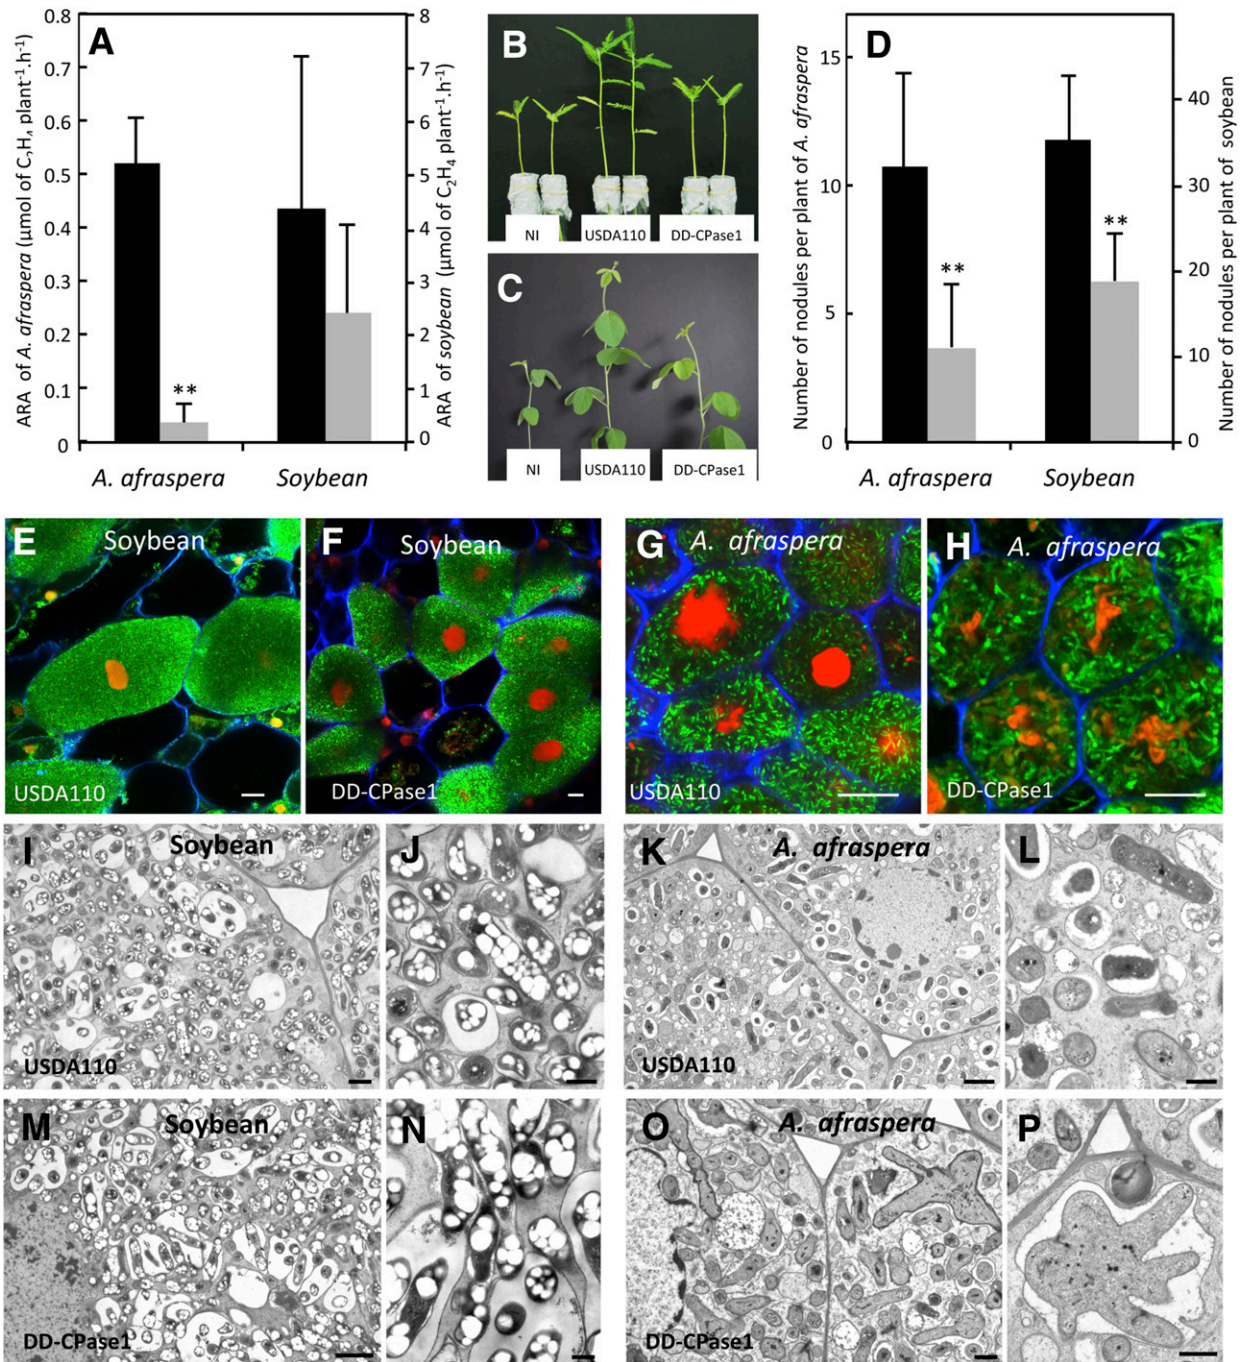 A
0.8
0.7
0.6
0.5
0.4
0.3
0.2
0.1
0
ARA of A. afraspera (µmol of C₂H₄ plant⁻¹.h⁻¹)
8
7
6
5
4
3
2
1
0
ARA of soybean (µmol of C₂H₄ plant⁻¹.h⁻¹)
**
A. afraspera
Soybean
B
NI
USDA110
DD-CPase1
C
NI
USDA110
DD-CPase1
D
15
10
5
0
Number of nodules per plant of A. afraspera
40
30
20
10
0
Number of nodules per plant of soybean
**
**
A. afraspera
Soybean
E
Soybean
USDA110
F
Soybean
DD-CPase1
G
A. afraspera
USDA110
H
A. afraspera
DD-CPase1
I
Soybean
USDA110
J
K
A. afraspera
USDA110
L
M
Soybean
DD-CPase1
N
O
A. afraspera
DD-CPase1
P